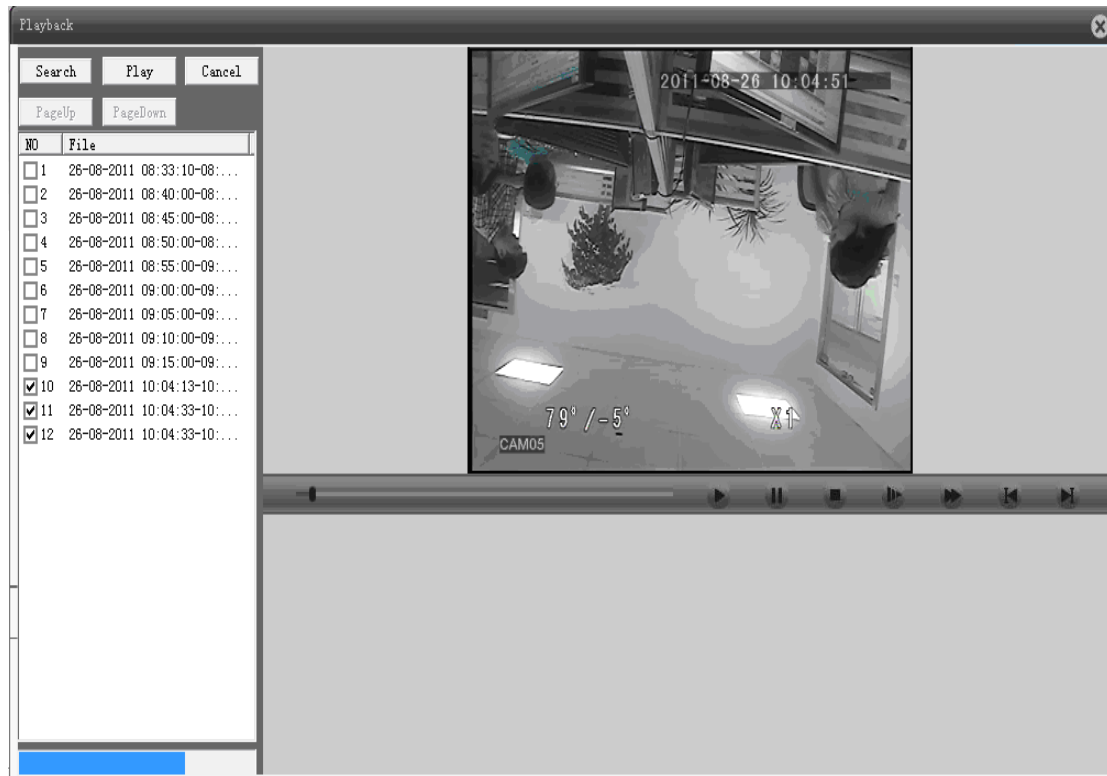 Playback
Search Play Cancel
PageUp PageDown
NO File
1 26-08-2011 08:33:10-08:...
2 26-08-2011 08:40:00-08:...
3 26-08-2011 08:45:00-08:...
4 26-08-2011 08:50:00-08:...
5 26-08-2011 08:55:00-09:...
6 26-08-2011 09:00:00-09:...
7 26-08-2011 09:05:00-09:...
8 26-08-2011 09:10:00-09:...
9 26-08-2011 09:15:00-09:...
10 26-08-2011 10:04:13-10:...
11 26-08-2011 10:04:33-10:...
12 26-08-2011 10:04:33-10:...
2011-08-26 10:04:51
79°/-5° X1
CAM05